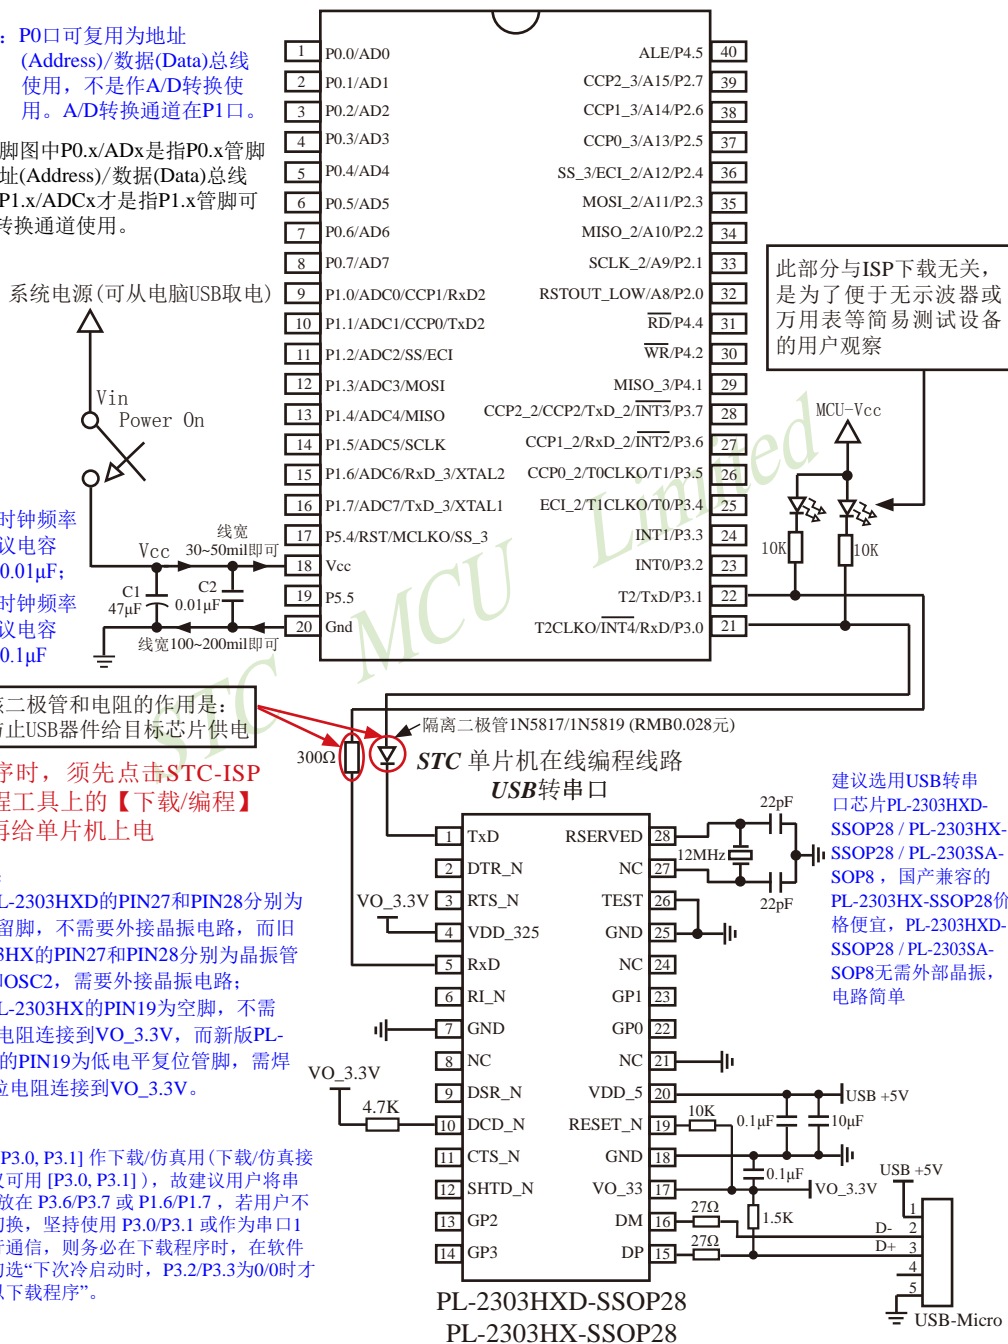 ：P0口可复用为地址
(Address)/数据(Data)总线
使用，不是作A/D转换使
用。A/D转换通道在P1口。
脚图中P0.x/ADx是指P0.x管脚
址(Address)/数据(Data)总线
P1.x/ADCx才是指P1.x管脚可
转换通道使用。
系统电源(可从电脑USB取电)
Vin
Power On
时钟频率
议电容
0.01μF；
时钟频率
议电容
0.1μF
Vcc
线宽
30~50mil即可
C1
47μF
C2
0.01μF
线宽100~200mil即可
1 P0.0/AD0
2 P0.1/AD1
3 P0.2/AD2
4 P0.3/AD3
5 P0.4/AD4
6 P0.5/AD5
7 P0.6/AD6
8 P0.7/AD7
9 P1.0/ADC0/CCP1/RxD2
10 P1.1/ADC1/CCP0/TxD2
11 P1.2/ADC2/SS/ECI
12 P1.3/ADC3/MOSI
13 P1.4/ADC4/MISO
14 P1.5/ADC5/SCLK
15 P1.6/ADC6/RxD_3/XTAL2
16 P1.7/ADC7/TxD_3/XTAL1
17 P5.4/RST/MCLKO/SS_3
18 Vcc
19 P5.5
20 Gnd
ALE/P4.5 40
CCP2_3/A15/P2.7 39
CCP1_3/A14/P2.6 38
CCP0_3/A13/P2.5 37
SS_3/ECI_2/A12/P2.4 36
MOSI_2/A11/P2.3 35
MISO_2/A10/P2.2 34
SCLK_2/A9/P2.1 33
RSTOUT_LOW/A8/P2.0 32
RD/P4.4 31
WR/P4.2 30
MISO_3/P4.1 29
CCP2_2/CCP2/TxD_2/INT3/P3.7 28
CCP1_2/RxD_2/INT2/P3.6 27
CCP0_2/T0CLKO/T1/P3.5 26
ECI_2/T1CLKO/T0/P3.4 25
INT1/P3.3 24
INT0/P3.2 23
T2/TxD/P3.1 22
T2CLKO/INT4/RxD/P3.0 21
STC MCU Limited
此部分与ISP下载无关，
是为了便于无示波器或
万用表等简易测试设备
的用户观察
MCU-Vcc
10K
10K
该二极管和电阻的作用是：
防止USB器件给目标芯片供电
300Ω
隔离二极管1N5817/1N5819 (RMB0.028元)
STC 单片机在线编程线路
USB转串口
序时，须先点击STC-ISP
程工具上的【下载/编程】
再给单片机上电
：
PL-2303HXD的PIN27和PIN28分别为
留脚，不需要外接晶振电路，而旧
3HX的PIN27和PIN28分别为晶振管
OSC2，需要外接晶振电路；
PL-2303HX的PIN19为空脚，不需
电阻连接到VO_3.3V，而新版PL-
的PIN19为低电平复位管脚，需焊
位电阻连接到VO_3.3V。
[P3.0, P3.1] 作下载/仿真用(下载/仿真接
仅可用 [P3.0, P3.1] )，故建议用户将串
放在 P3.6/P3.7 或 P1.6/P1.7 ，若用户不
切换，坚持使用 P3.0/P3.1 或作为串口1
行通信，则务必在下载程序时，在软件
勾选“下次冷启动时，P3.2/P3.3为0/0时才
以下载程序”。
VO_3.3V
VO_3.3V
4.7K
1 TxD
2 DTR_N
3 RTS_N
4 VDD_325
5 RxD
6 RI_N
7 GND
8 NC
9 DSR_N
10 DCD_N
11 CTS_N
12 SHTD_N
13 GP2
14 GP3
RSERVED 28
NC 27
TEST 26
GND 25
NC 24
GP1 23
GP0 22
NC 21
VDD_5 20
RESET_N 19
GND 18
VO_33 17
DM 16
DP 15
22pF
12MHz
22pF
建议选用USB转串
口芯片PL-2303HXD-
SSOP28 / PL-2303HX-
SSOP28 / PL-2303SA-
SOP8 ，国产兼容的
PL-2303HX-SSOP28价
格便宜，PL-2303HXD-
SSOP28 / PL-2303SA-
SOP8无需外部晶振，
电路简单
USB +5V
10K
0.1μF
10μF
0.1μF
VO_3.3V
27Ω
1.5K
27Ω
USB +5V
D-
D+
1
2
3
4
5
USB-Micro
PL-2303HXD-SSOP28
PL-2303HX-SSOP28